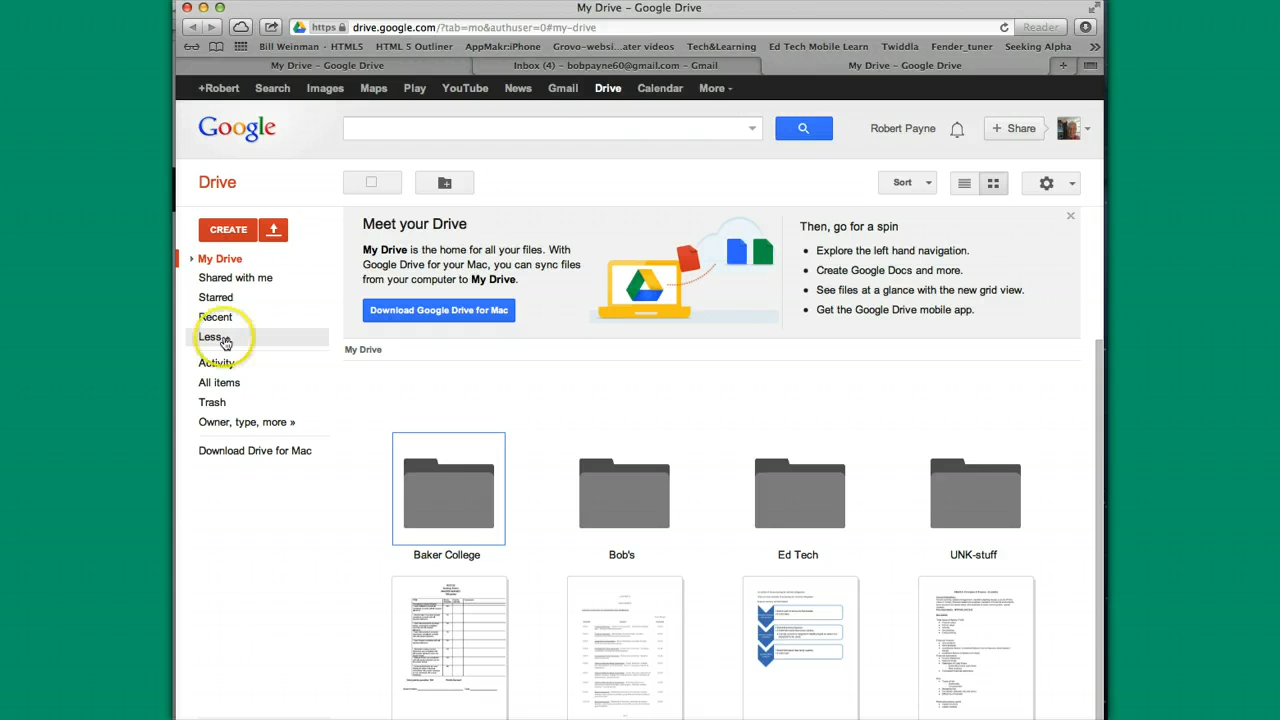 My Drive – Google Drive
https drive.google.com/?tab=mo&authuser=0#my-drive
Reader
Bill Weinman - HTML5 HTML 5 Outliner AppMakr:iPhone Grovo-websi...ater videos Tech&Learning Ed Tech Mobile Learn Twiddla Fender_tuner Seeking Alpha
My Drive – Google Drive Inbox (4) – bobpayne60@gmail.com – Gmail My Drive – Google Drive
+Robert Search Images Maps Play YouTube News Gmail Drive Calendar More
Google
Robert Payne
+ Share
Drive
Sort
CREATE
My Drive
Shared with me
Starred
Recent
Less
Activity
All items
Trash
Owner, type, more »
Download Drive for Mac
Meet your Drive
My Drive is the home for all your files. With
Google Drive for your Mac, you can sync files
from your computer to My Drive.
Download Google Drive for Mac
Then, go for a spin
• Explore the left hand navigation.
• Create Google Docs and more.
• See files at a glance with the new grid view.
• Get the Google Drive mobile app.
My Drive
Baker College Bob's Ed Tech UNK-stuff